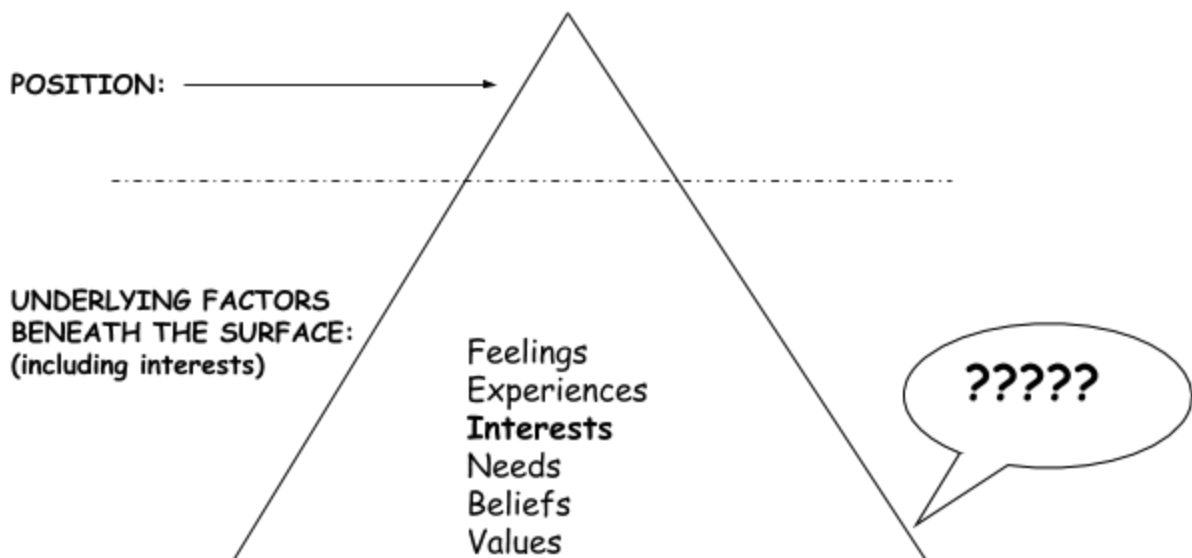 POSITION:
UNDERLYING FACTORS
BENEATH THE SURFACE:
(including interests)
Feelings
Experiences
Interests
Needs
Beliefs
Values
?????